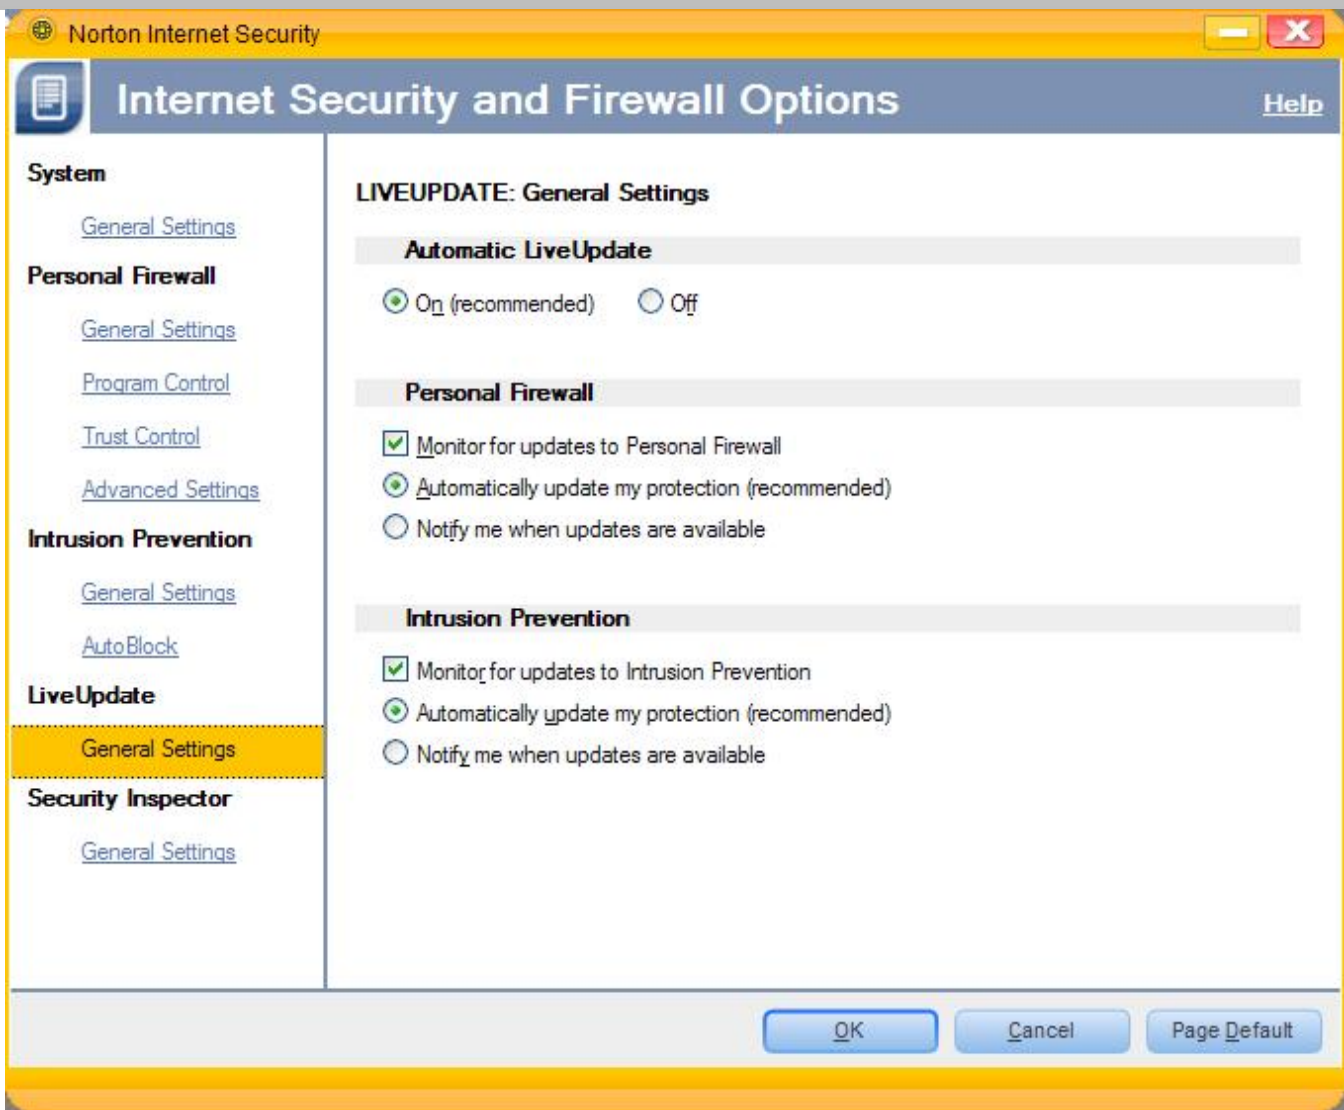 Norton Internet Security
Internet Security and Firewall Options
Help
System
General Settings
Personal Firewall
General Settings
Program Control
Trust Control
Advanced Settings
Intrusion Prevention
General Settings
AutoBlock
LiveUpdate
General Settings
Security Inspector
General Settings
LIVEUPDATE: General Settings
Automatic LiveUpdate
On (recommended) Off
Personal Firewall
Monitor for updates to Personal Firewall
Automatically update my protection (recommended)
Notify me when updates are available
Intrusion Prevention
Monitor for updates to Intrusion Prevention
Automatically update my protection (recommended)
Notify me when updates are available
OK Cancel Page Default